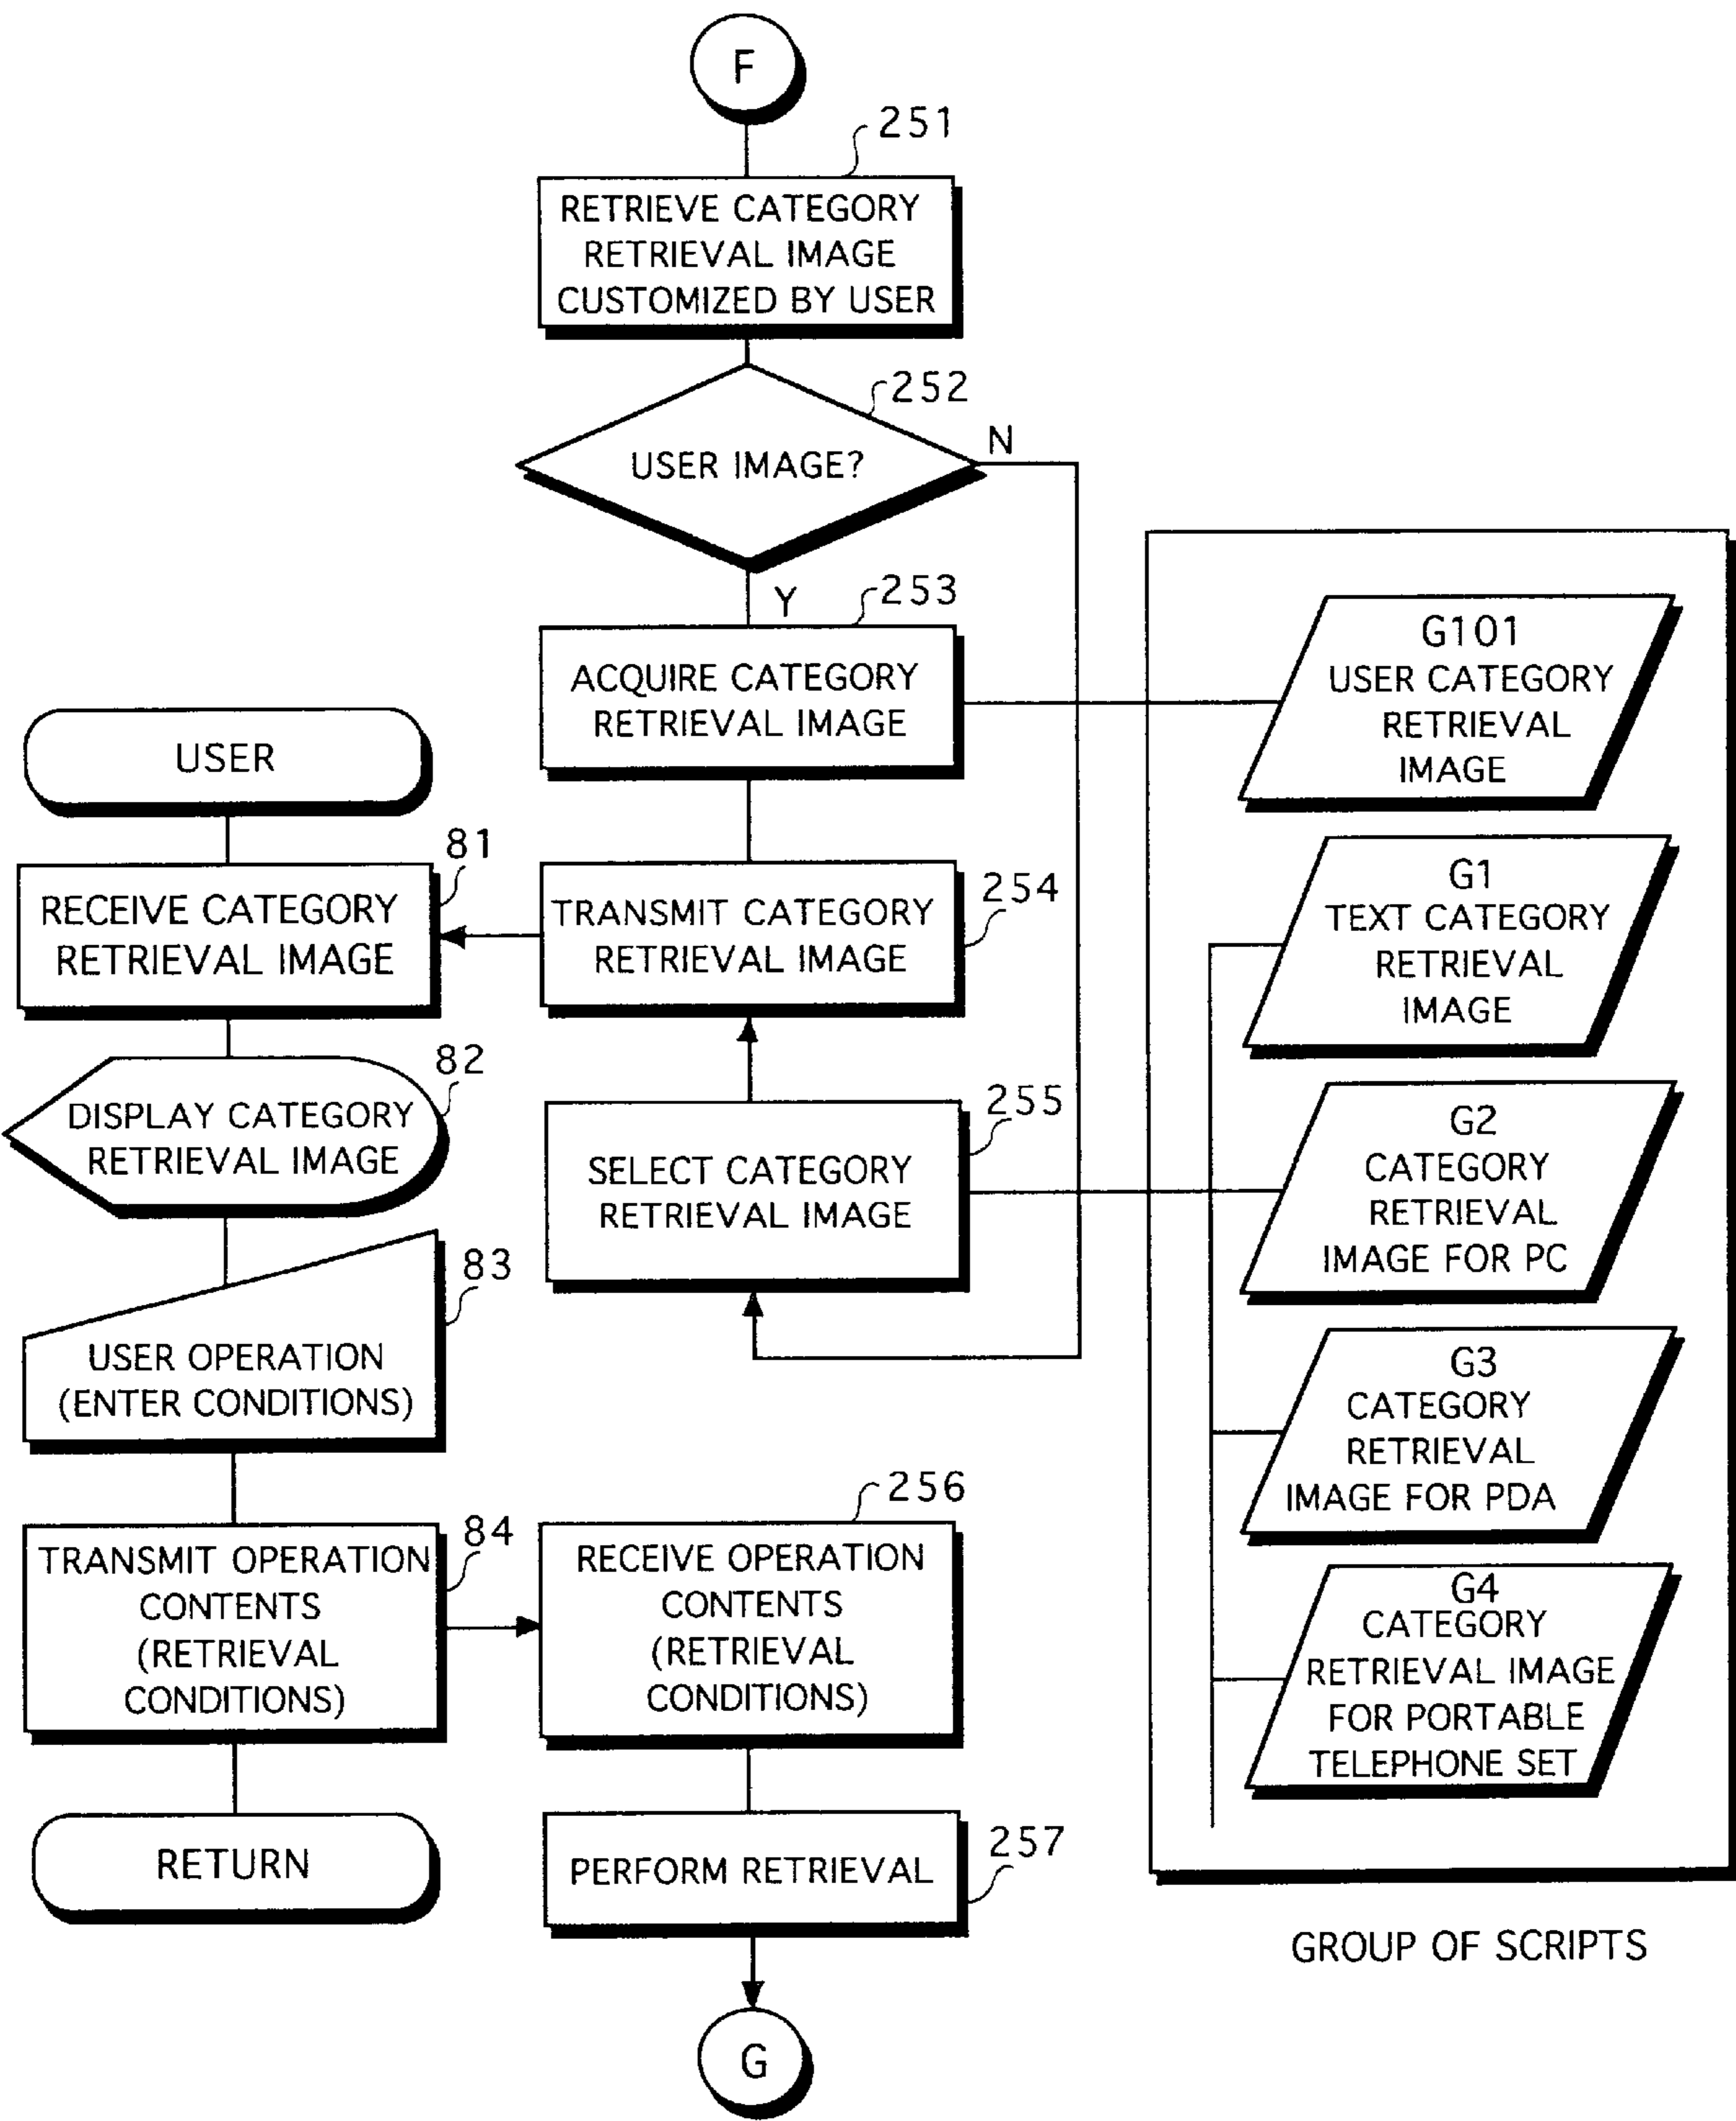 F
251
RETRIEVE CATEGORY
RETRIEVAL IMAGE
CUSTOMIZED BY USER
252
USER IMAGE?
N
Y
253
ACQUIRE CATEGORY
RETRIEVAL IMAGE
254
TRANSMIT CATEGORY
RETRIEVAL IMAGE
255
SELECT CATEGORY
RETRIEVAL IMAGE
USER
81
RECEIVE CATEGORY
RETRIEVAL IMAGE
82
DISPLAY CATEGORY
RETRIEVAL IMAGE
83
USER OPERATION
(ENTER CONDITIONS)
84
TRANSMIT OPERATION
CONTENTS
(RETRIEVAL
CONDITIONS)
RETURN
256
RECEIVE OPERATION
CONTENTS
(RETRIEVAL
CONDITIONS)
257
PERFORM RETRIEVAL
G
G101
USER CATEGORY
RETRIEVAL
IMAGE
G1
TEXT CATEGORY
RETRIEVAL
IMAGE
G2
CATEGORY
RETRIEVAL
IMAGE FOR PC
G3
CATEGORY
RETRIEVAL
IMAGE FOR PDA
G4
CATEGORY
RETRIEVAL IMAGE
FOR PORTABLE
TELEPHONE SET
GROUP OF SCRIPTS